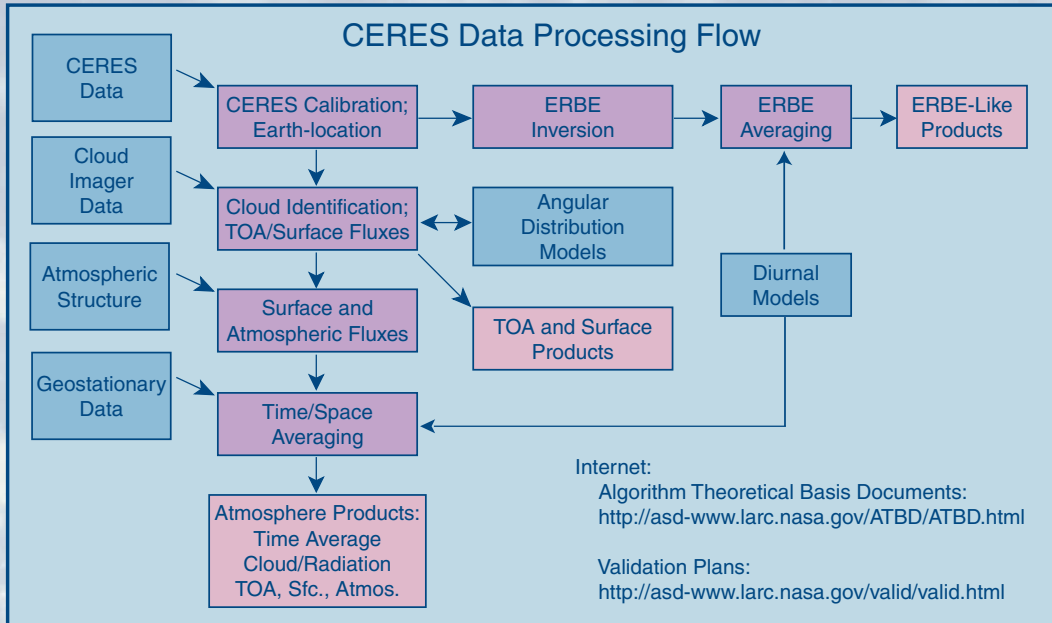 CERES Data Processing Flow
CERES
Data
CERES Calibration;
Earth-location
ERBE
Inversion
ERBE
Averaging
ERBE-Like
Products
Cloud
Imager
Data
Cloud Identification;
TOA/Surface Fluxes
Angular
Distribution
Models
Atmospheric
Structure
Surface and
Atmospheric Fluxes
TOA and Surface
Products
Diurnal
Models
Geostationary
Data
Time/Space
Averaging
Atmosphere Products:
Time Average
Cloud/Radiation
TOA, Sfc., Atmos.
Internet:
Algorithm Theoretical Basis Documents:
http://asd-www.larc.nasa.gov/ATBD/ATBD.html
Validation Plans:
http://asd-www.larc.nasa.gov/valid/valid.html